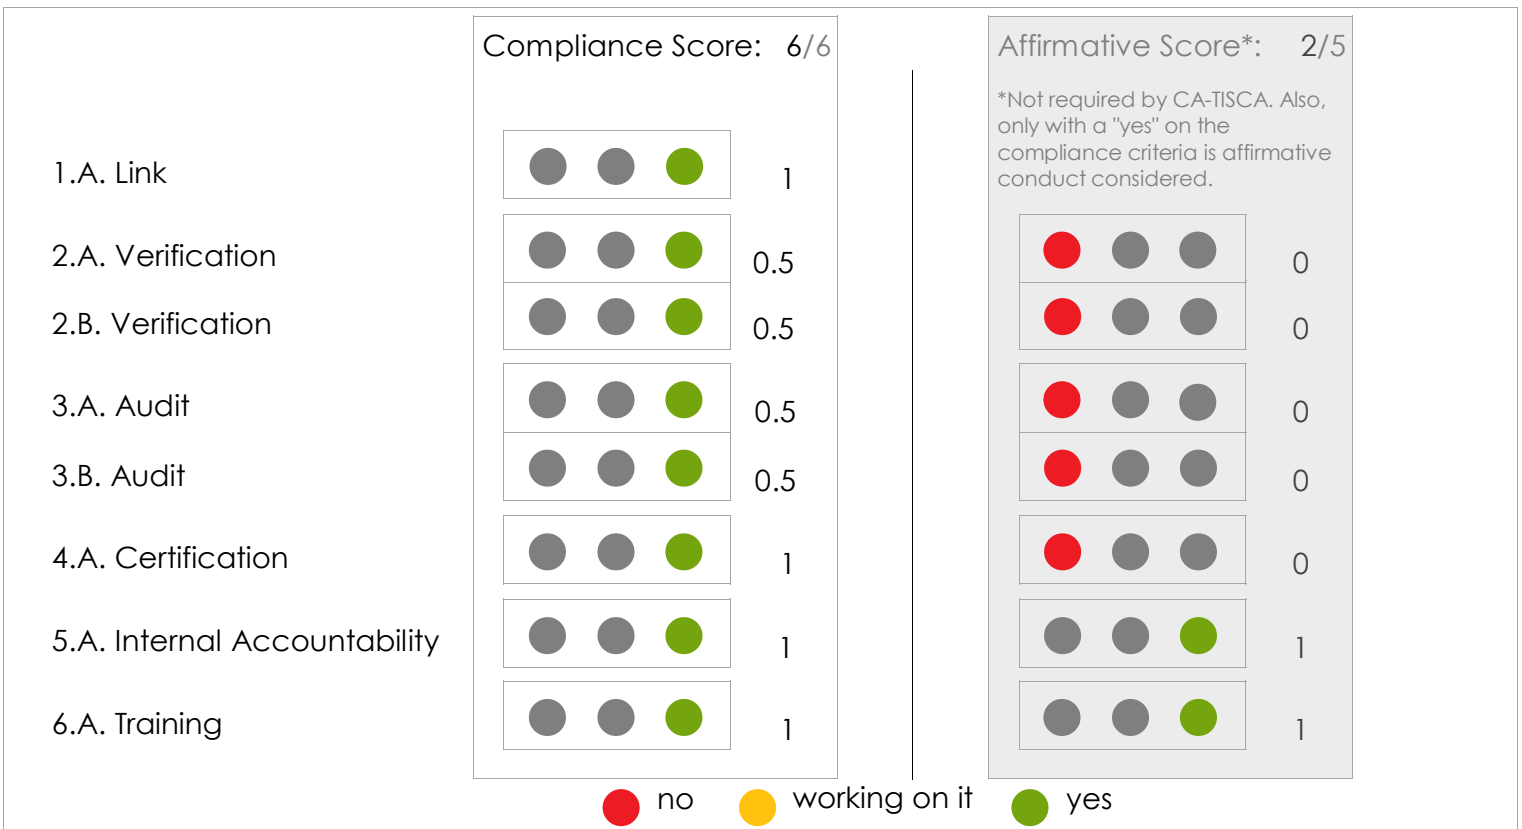 Compliance Score: 6/6
Affirmative Score*: 2/5
*Not required by CA-TISCA. Also,
only with a "yes" on the
compliance criteria is affirmative
conduct considered.
1.A. Link 1
2.A. Verification 0.5 0
2.B. Verification 0.5 0
3.A. Audit 0.5 0
3.B. Audit 0.5 0
4.A. Certification 1 0
5.A. Internal Accountability 1 1
6.A. Training 1 1
no working on it yes